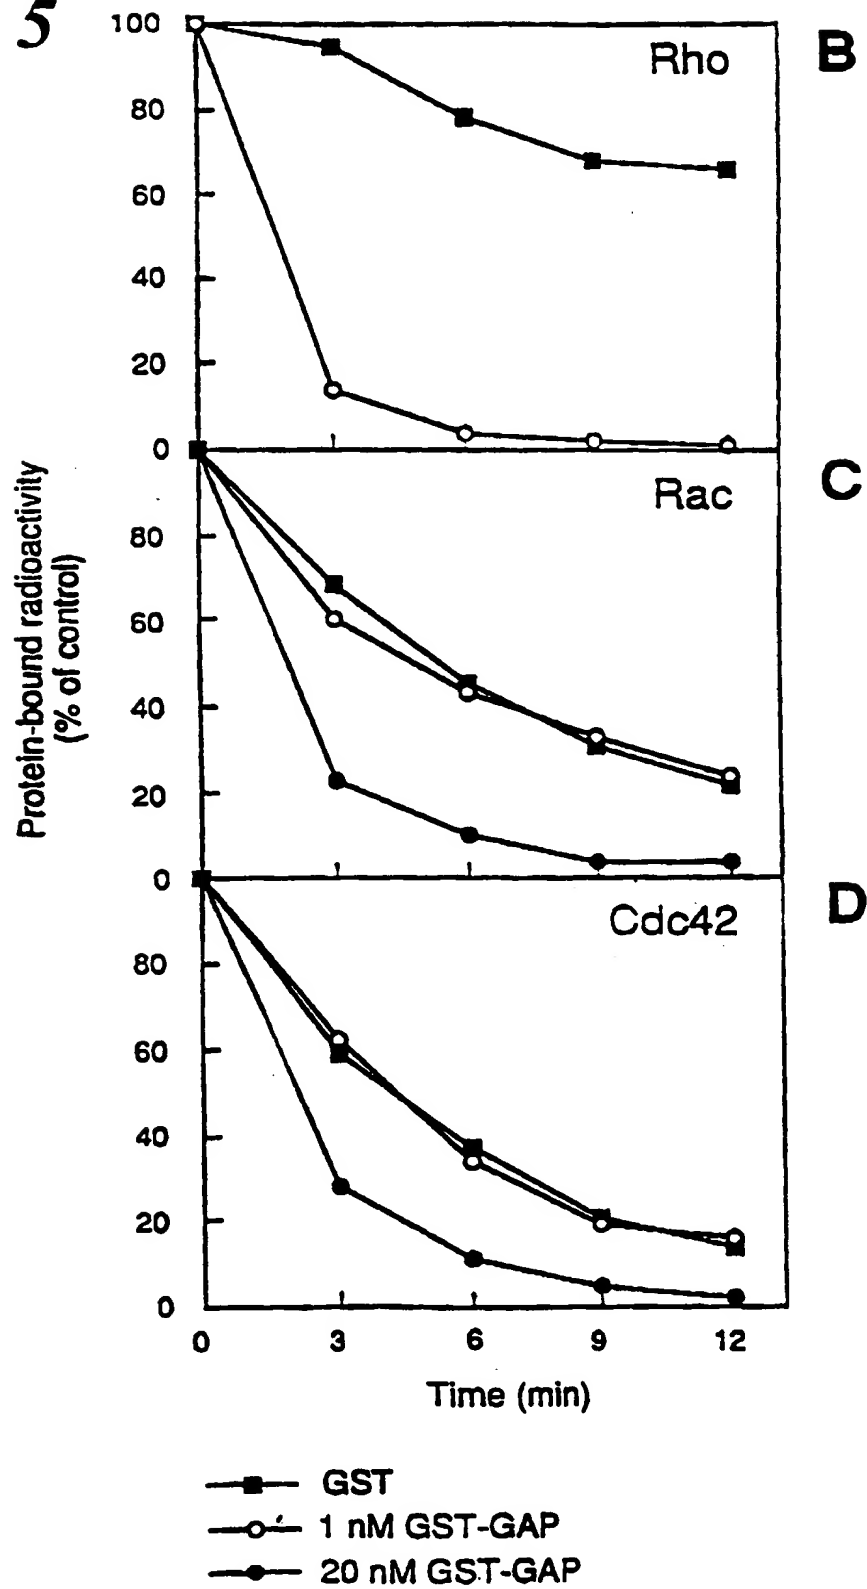 5
100
B
Rho
80
60
40
20
0
C
Rac
80
60
40
20
0
D
Cdc42
80
60
40
20
0
Protein-bound radioactivity
(% of control)
0 3 6 9 12
Time (min)
GST
1 nM GST-GAP
20 nM GST-GAP